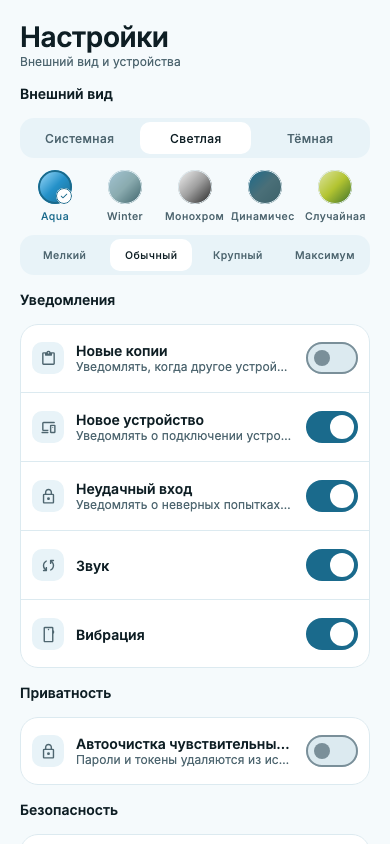 Настройки
Внешний вид и устройства
Внешний вид
Системная Светлая Тёмная
Aqua Winter Монохром Динамичес Случайная
Мелкий Обычный Крупный Максимум
Уведомления
Новые копии
Уведомлять, когда другое устрой...
Новое устройство
Уведомлять о подключении устро...
Неудачный вход
Уведомлять о неверных попытках...
Звук
Вибрация
Приватность
Автоочистка чувствительны...
Пароли и токены удаляются из ис...
Безопасность